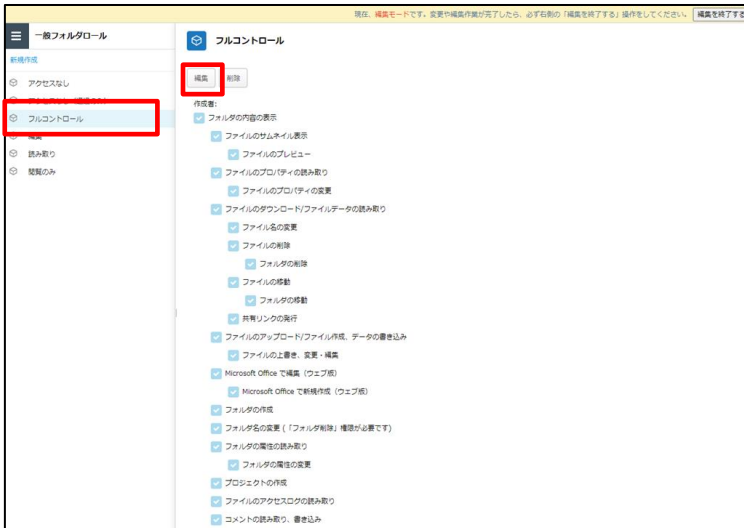 現在、編集モードです。変更や編集作業が完了したら、必ず右側の「編集を終了する」操作をしてください。 編集を終了する
一般フォルダロール
フルコントロール
新規作成
アクセスなし
フルコントロール
読み取り
閲覧のみ
編集 削除
作成者:
フォルダの内容の表示
ファイルのサムネイル表示
ファイルのプレビュー
ファイルのプロパティの読み取り
ファイルのプロパティの変更
ファイルのダウンロード/ファイルデータの読み取り
ファイル名の変更
ファイルの削除
フォルダの削除
ファイルの移動
フォルダの移動
共有リンクの発行
ファイルのアップロード/ファイル作成、データの書き込み
ファイルの上書き、変更・編集
Microsoft Office で編集（ウェブ版）
Microsoft Office で新規作成（ウェブ版）
フォルダの作成
フォルダ名の変更 (「フォルダ削除」権限が必要です)
フォルダの属性の読み取り
フォルダの属性の変更
プロジェクトの作成
ファイルのアクセスログの読み取り
コメントの読み取り、書き込み